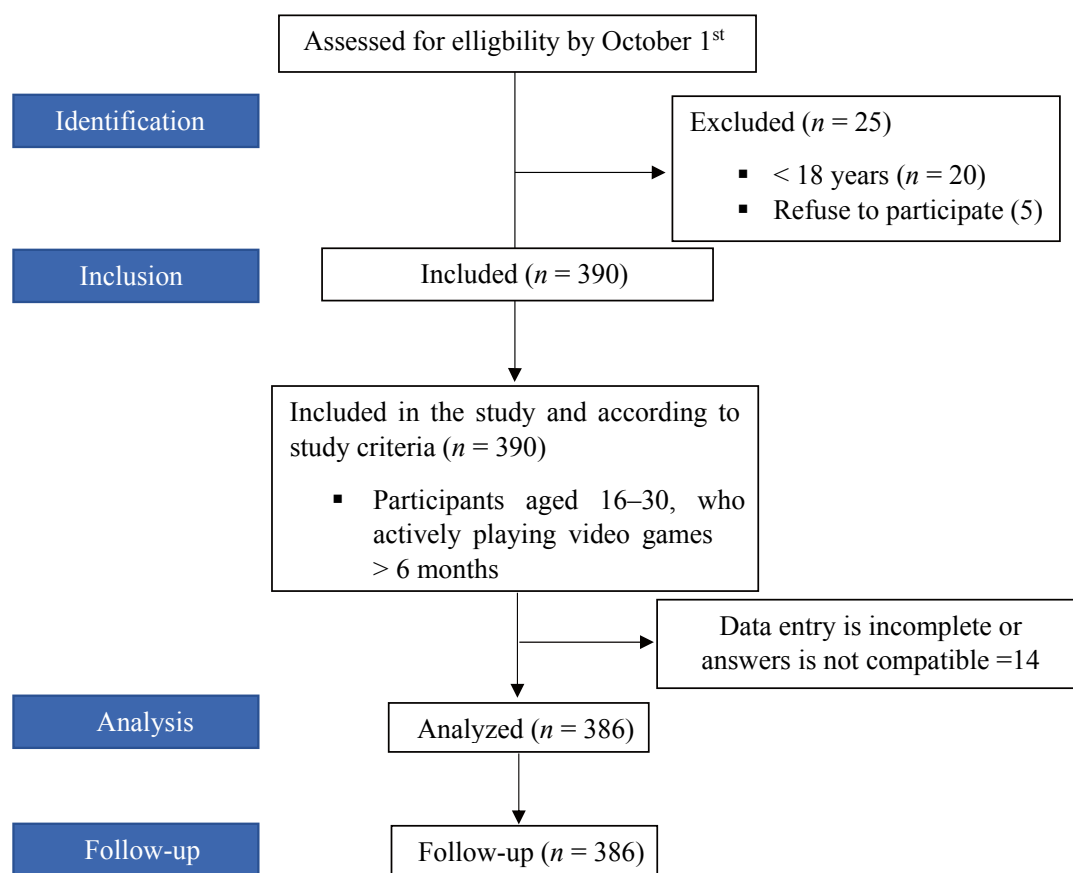 Assessed for elligbility by October 1st
Identification
Excluded (n = 25)
▪ < 18 years (n = 20)
▪ Refuse to participate (5)
Inclusion
Included (n = 390)
Included in the study and according to
study criteria (n = 390)
▪ Participants aged 16–30, who
actively playing video games
> 6 months
Data entry is incomplete or
answers is not compatible =14
Analysis
Analyzed (n = 386)
Follow-up
Follow-up (n = 386)